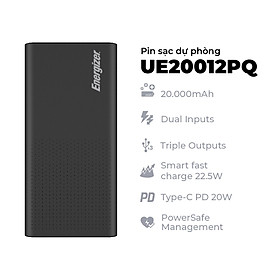 Energizer
Pin sạc dự phòng
UE20012PQ
20.000mAh
Dual Inputs
Triple Outputs
Smart fast
charge 22.5W
PD Type-C PD 20W
PowerSafe
Management